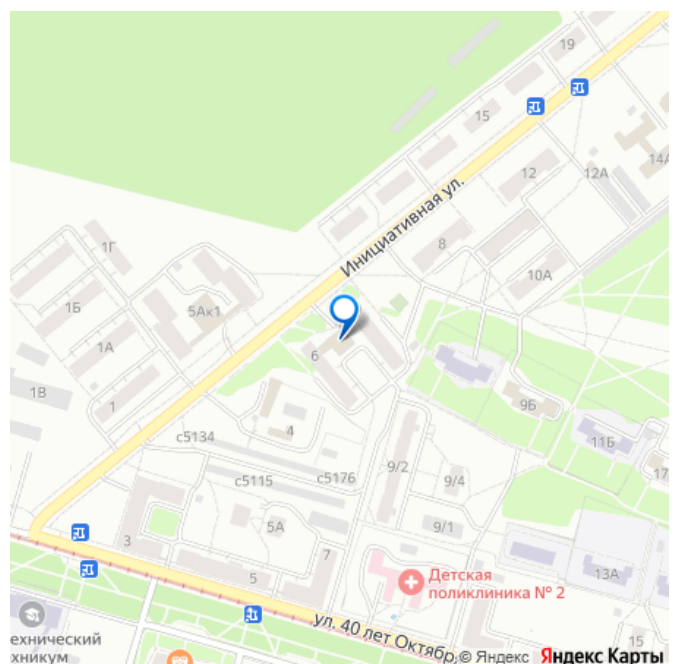 19
15
14А
12А
12
Инициативная ул.
8
10А
1Г
1Б
5Ак1
1А
6
1В
1
9Б
4
11Б
с5134
17
с5115
с5176
9/2
9/4
5А
9/1
3
7
5
13А
Детская
поликлиника № 2
ехнический
хникум
ул. 40 лет Октябр
15
© Яндекс Яндекс Карты